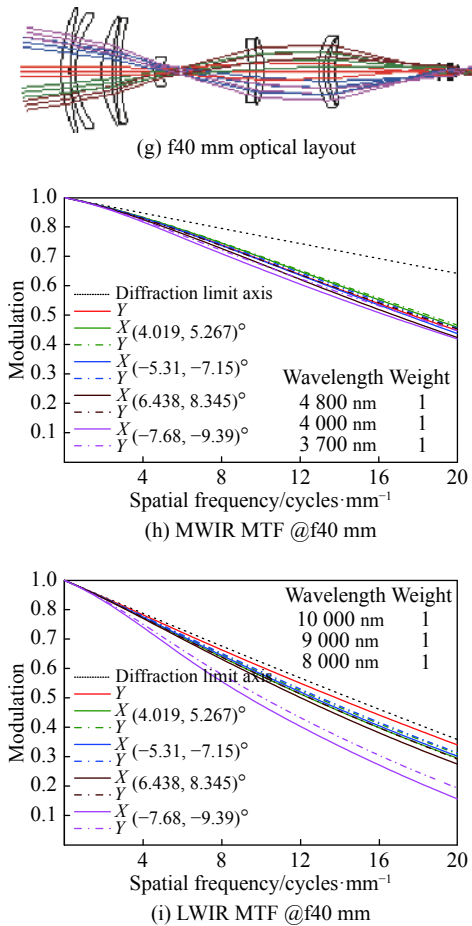 (g) f40 mm optical layout
1.0
0.9
0.8
0.7
0.6
0.5
0.4
0.3
0.2
0.1
Modulation
Diffraction limit axis
Y
X
(4.019, 5.267)°
Y
X
(−5.31, −7.15)°
Y
X
(6.438, 8.345)°
Y
X
(−7.68, −9.39)°
Y
Wavelength Weight
4 800 nm 1
4 000 nm 1
3 700 nm 1
4 8 12 16 20
Spatial frequency/cycles·mm⁻¹
(h) MWIR MTF @f40 mm
1.0
0.9
0.8
0.7
0.6
0.5
0.4
0.3
0.2
0.1
Modulation
Wavelength Weight
10 000 nm 1
9 000 nm 1
8 000 nm 1
Diffraction limit axis
Y
X
(4.019, 5.267)°
Y
X
(−5.31, −7.15)°
Y
X
(6.438, 8.345)°
Y
X
(−7.68, −9.39)°
Y
4 8 12 16 20
Spatial frequency/cycles·mm⁻¹
(i) LWIR MTF @f40 mm